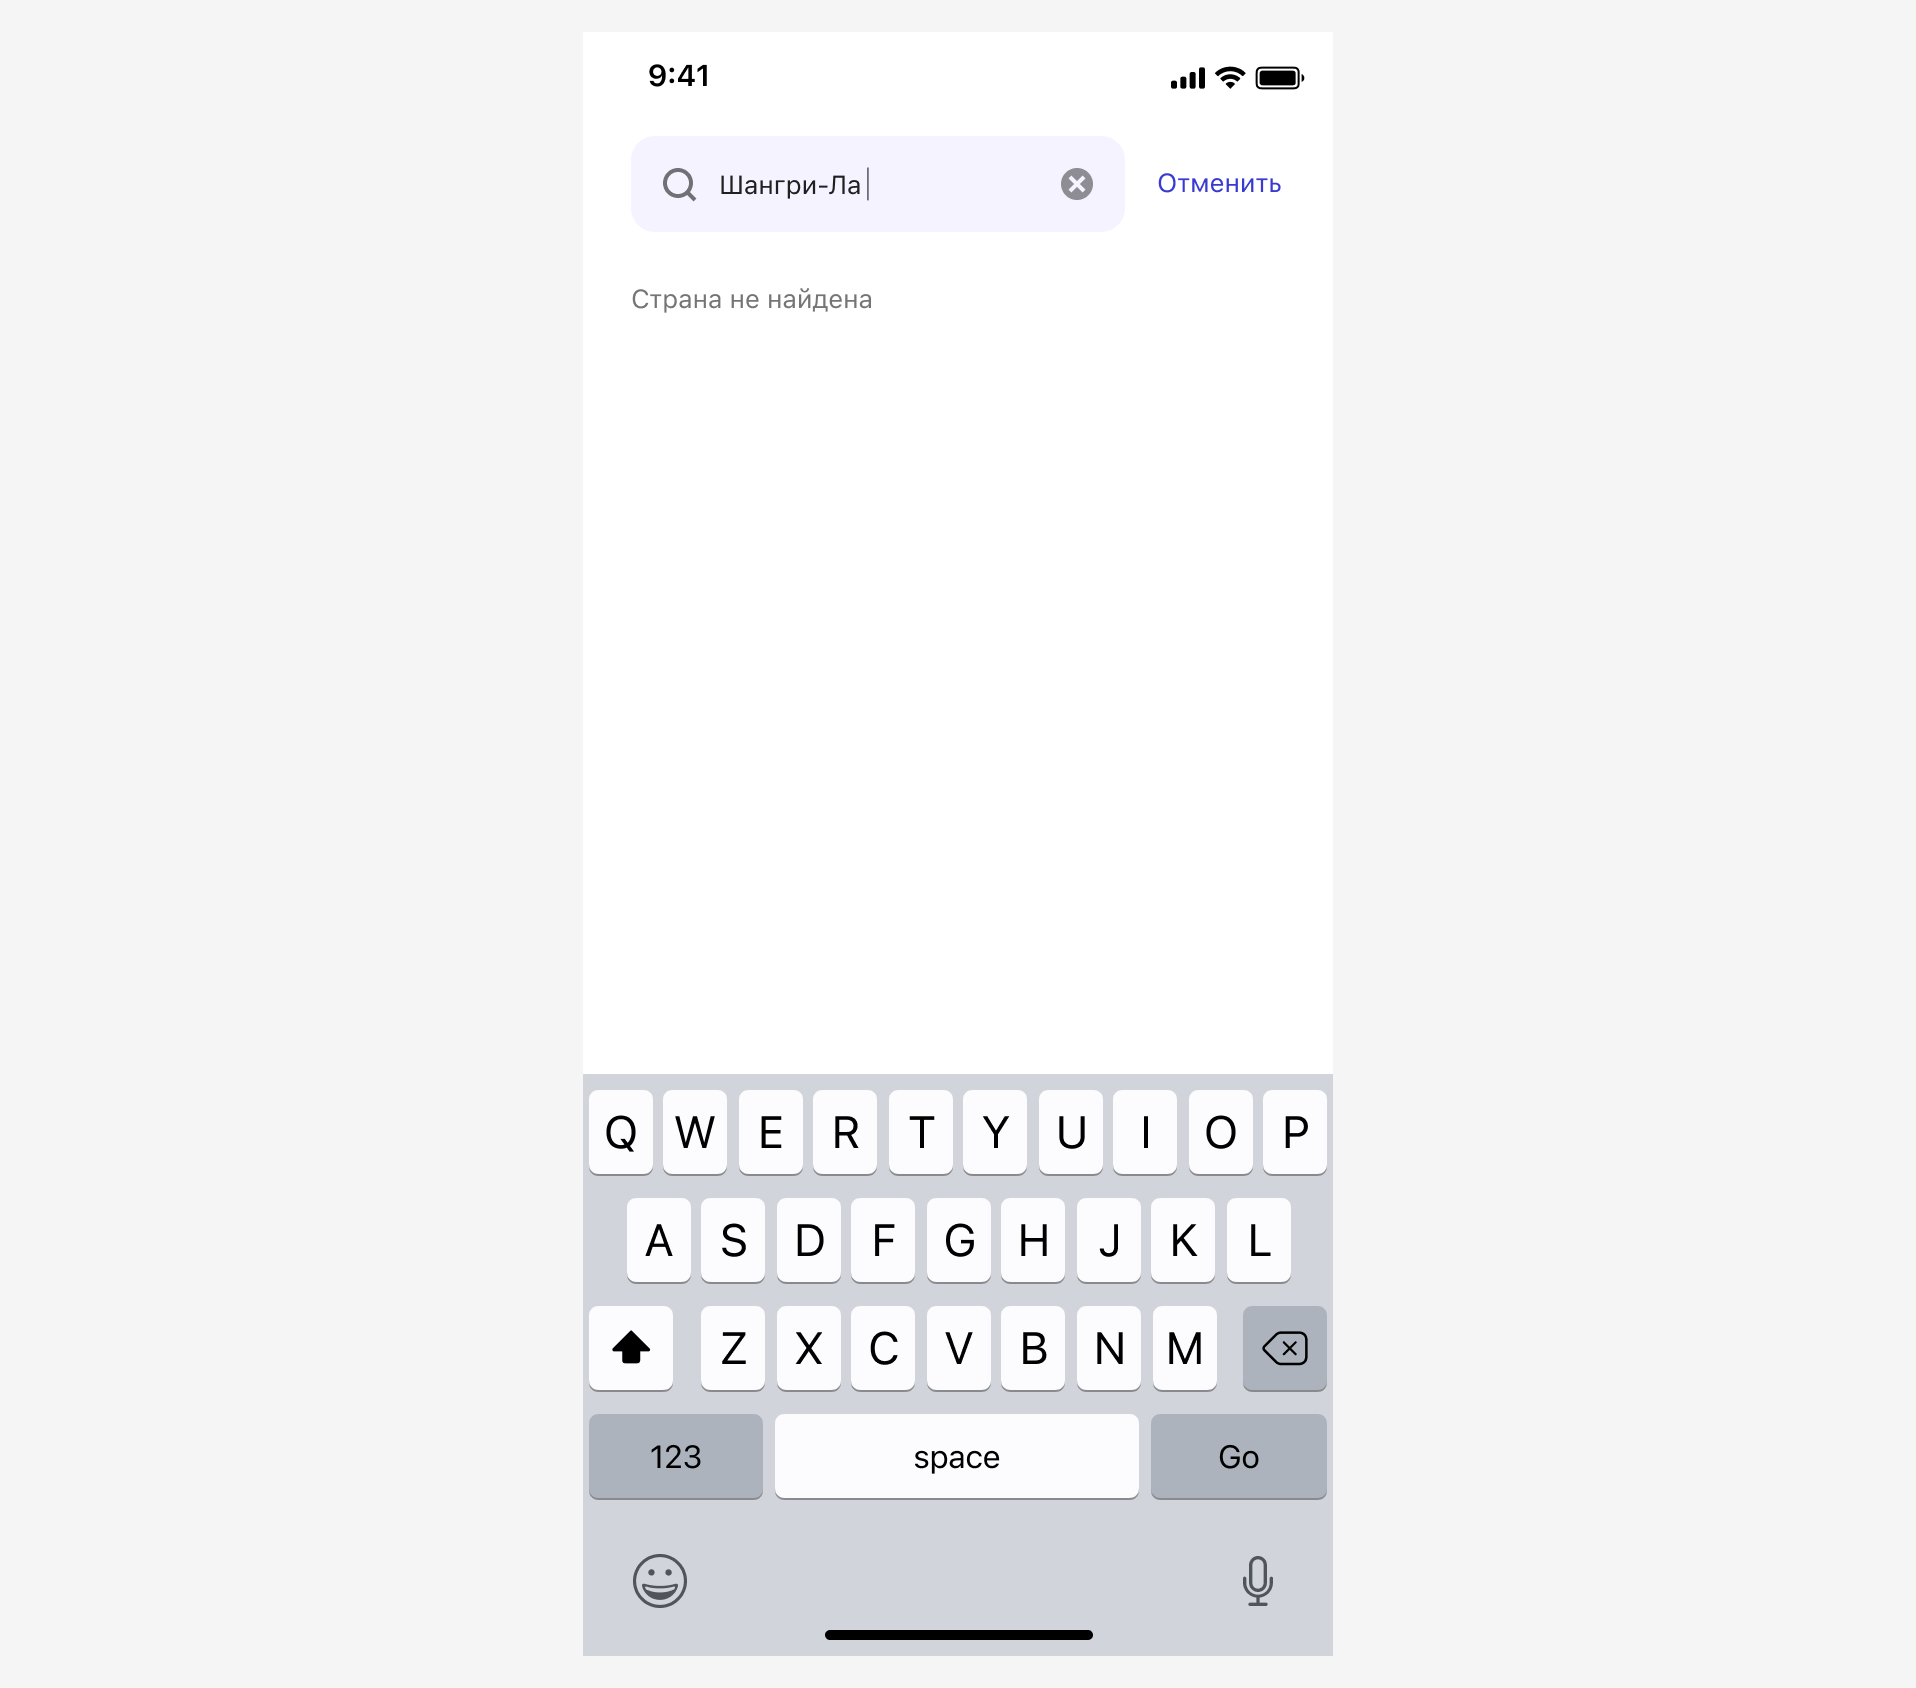 9:41
Шангри-Ла
Отменить
Страна не найдена
Q W E R T Y U I O P
A S D F G H J K L
Z X C V B N M
123 space Go